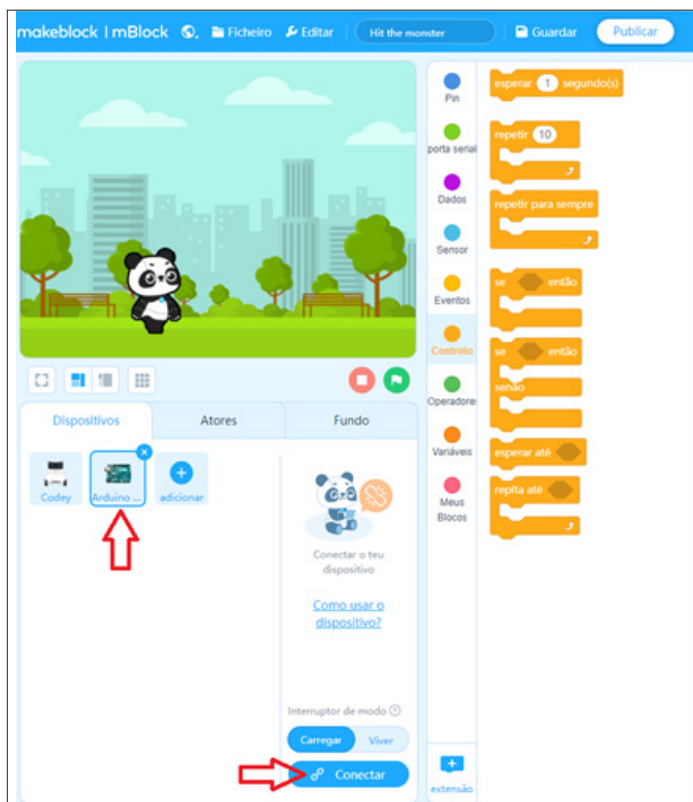 makeblock | mBlock Ficheiro Editar Hit the monster Guardar Publicar
esperar 1 segundo(s)
Pin
repetir 10
porta serial
Dados
repetir para sempre
Sensor
Eventos
se então
Controlo
se então
senão
Operadores
Variáveis
esperar até
Meus
Blocos
repita até
Dispositivos Atores Fundo
Codey Arduino ... adicionar
Conectar o teu
dispositivo
Como usar o
dispositivo?
Interruptor de modo ?
Carregar Viver
Conectar
extensão